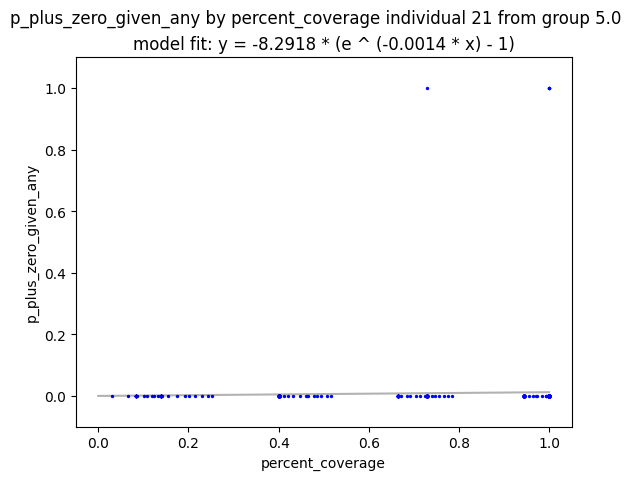 p_plus_zero_given_any by percent_coverage individual 21 from group 5.0
model fit: y = -8.2918 * (e ^ (-0.0014 * x) - 1)
p_plus_zero_given_any
1.0
0.8
0.6
0.4
0.2
0.0
0.0 0.2 0.4 0.6 0.8 1.0
percent_coverage